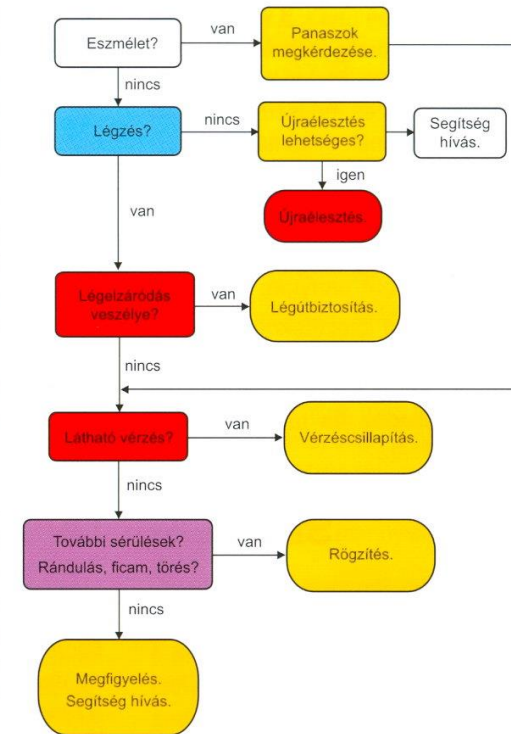 Eszmélet?
van
Panaszok
megkérdezése.
nincs
Légzés?
nincs
Újraélesztés
lehetséges?
Segítség
hívás.
igen
Újraélesztés.
van
Légelzáródás
veszélye?
van
Légútbiztosítás.
nincs
Látható vérzés?
van
Vérzéscsillapítás.
nincs
További sérülések?
Rándulás, ficam, törés?
van
Rögzítés.
nincs
Megfigyelés.
Segítség hívás.